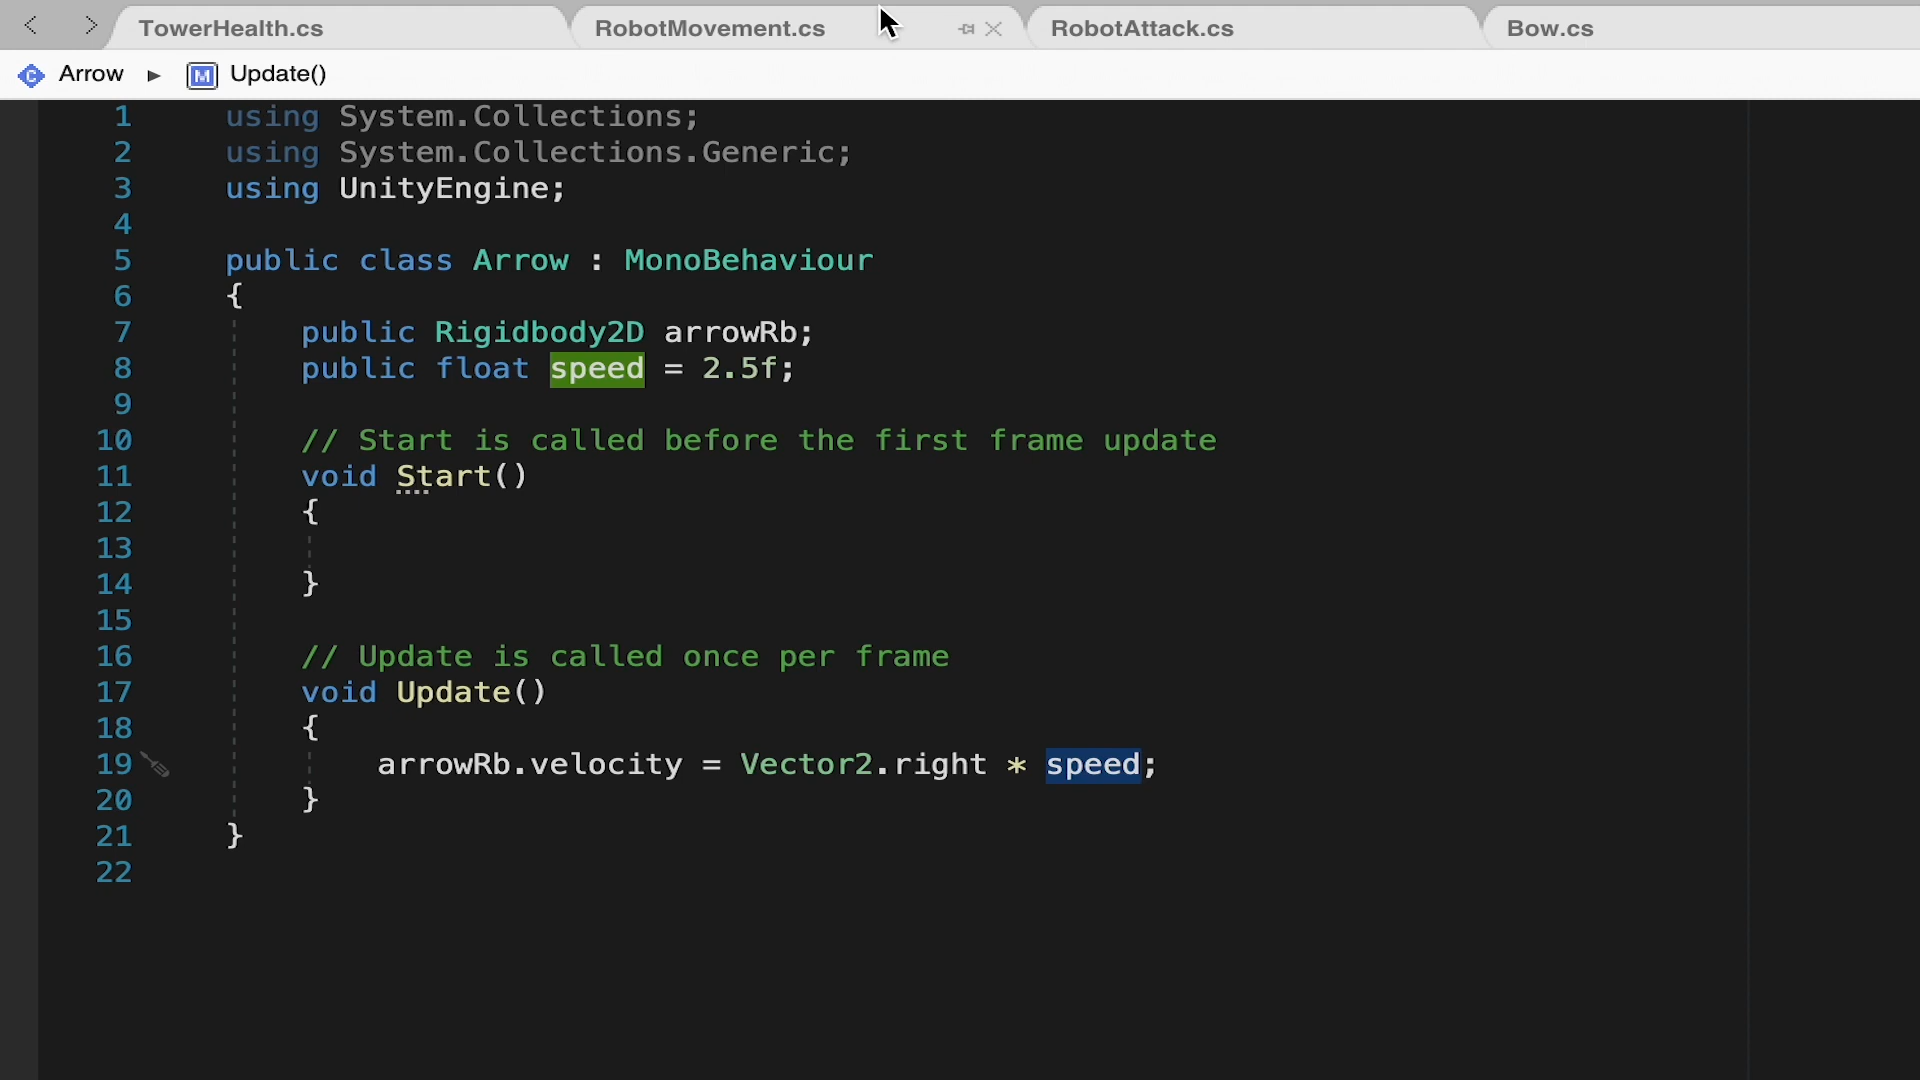 TowerHealth.cs RobotMovement.cs RobotAttack.cs Bow.cs
Arrow Update()
1 using System.Collections;
2 using System.Collections.Generic;
3 using UnityEngine;
4
5 public class Arrow : MonoBehaviour
6 {
7 public Rigidbody2D arrowRb;
8 public float speed = 2.5f;
9
10 // Start is called before the first frame update
11 void Start()
12 {
13
14 }
15
16 // Update is called once per frame
17 void Update()
18 {
19 arrowRb.velocity = Vector2.right * speed;
20 }
21 }
22